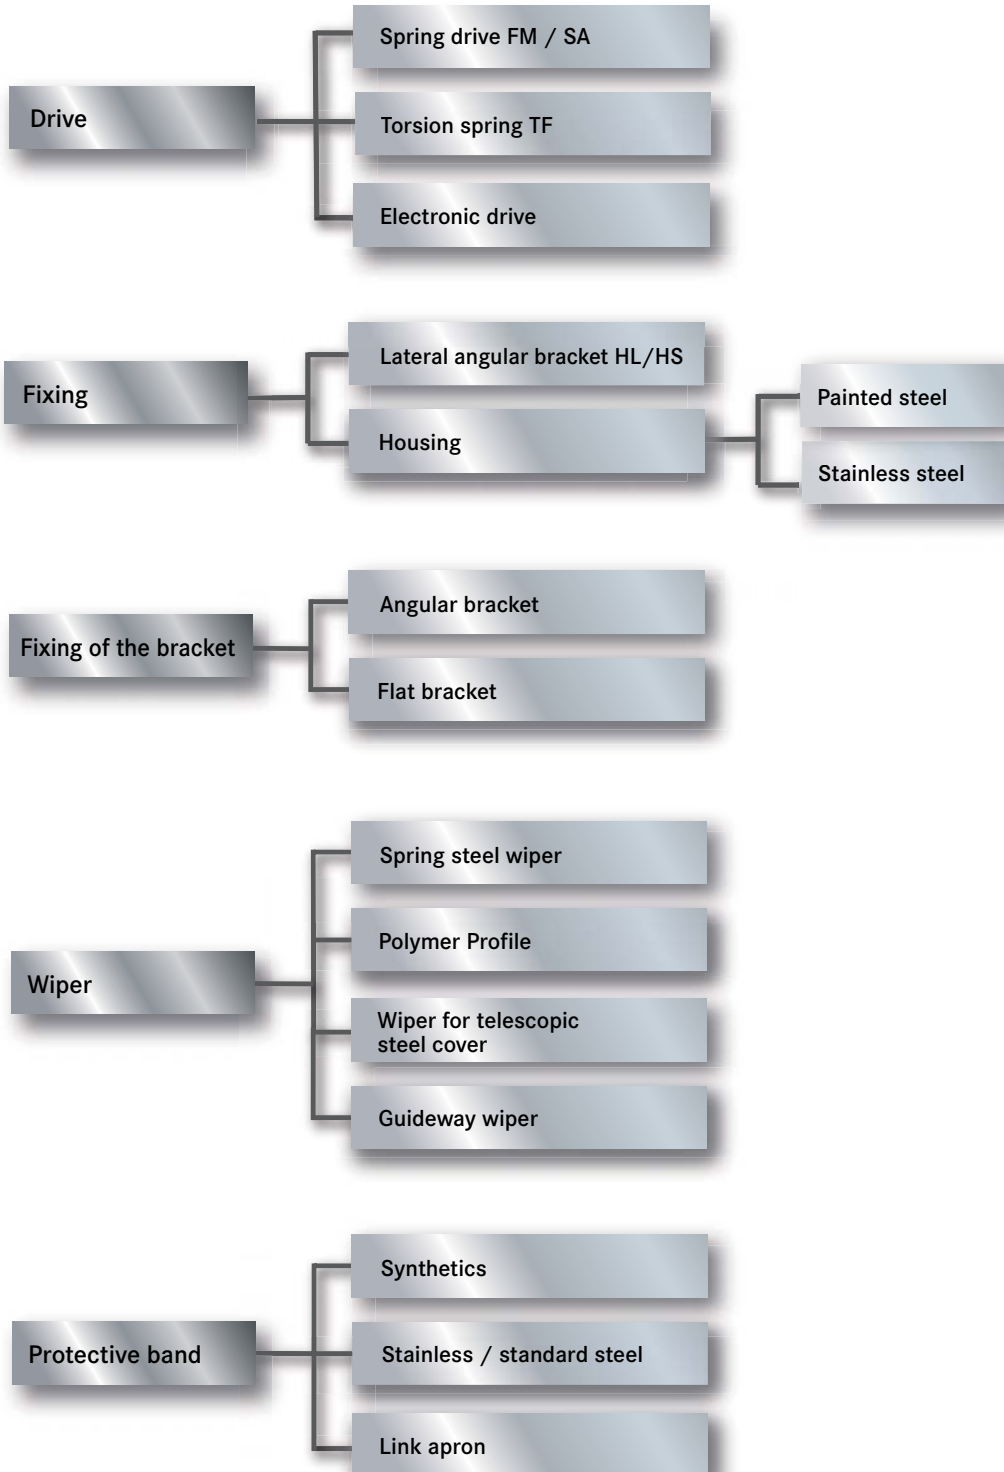 Drive
Spring drive FM / SA
Torsion spring TF
Electronic drive
Fixing
Lateral angular bracket HL/HS
Housing
Painted steel
Stainless steel
Fixing of the bracket
Angular bracket
Flat bracket
Wiper
Spring steel wiper
Polymer Profile
Wiper for telescopic
steel cover
Guideway wiper
Protective band
Synthetics
Stainless / standard steel
Link apron